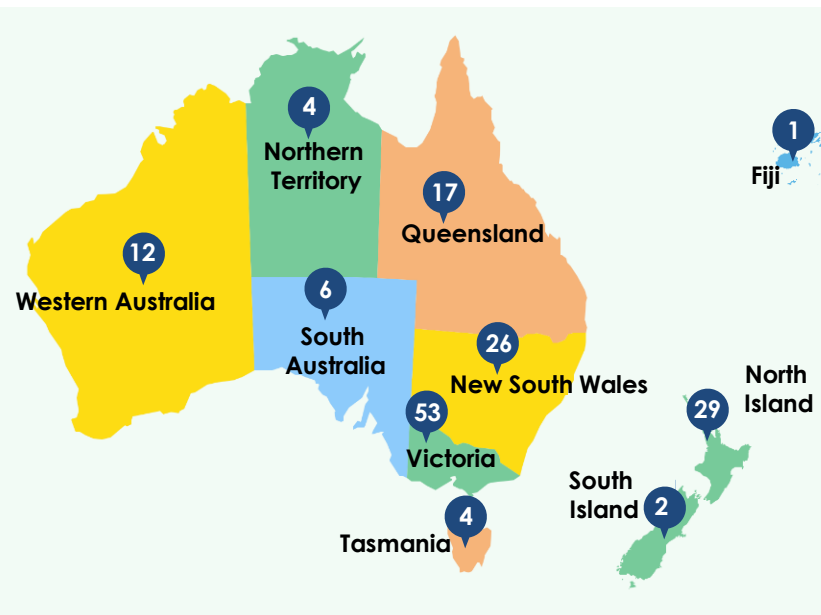 4
Northern
Territory
1
Fiji
17
Queensland
12
Western Australia
6
South
Australia
26
New South Wales
53
Victoria
29
North
Island
South
Island
2
4
Tasmania